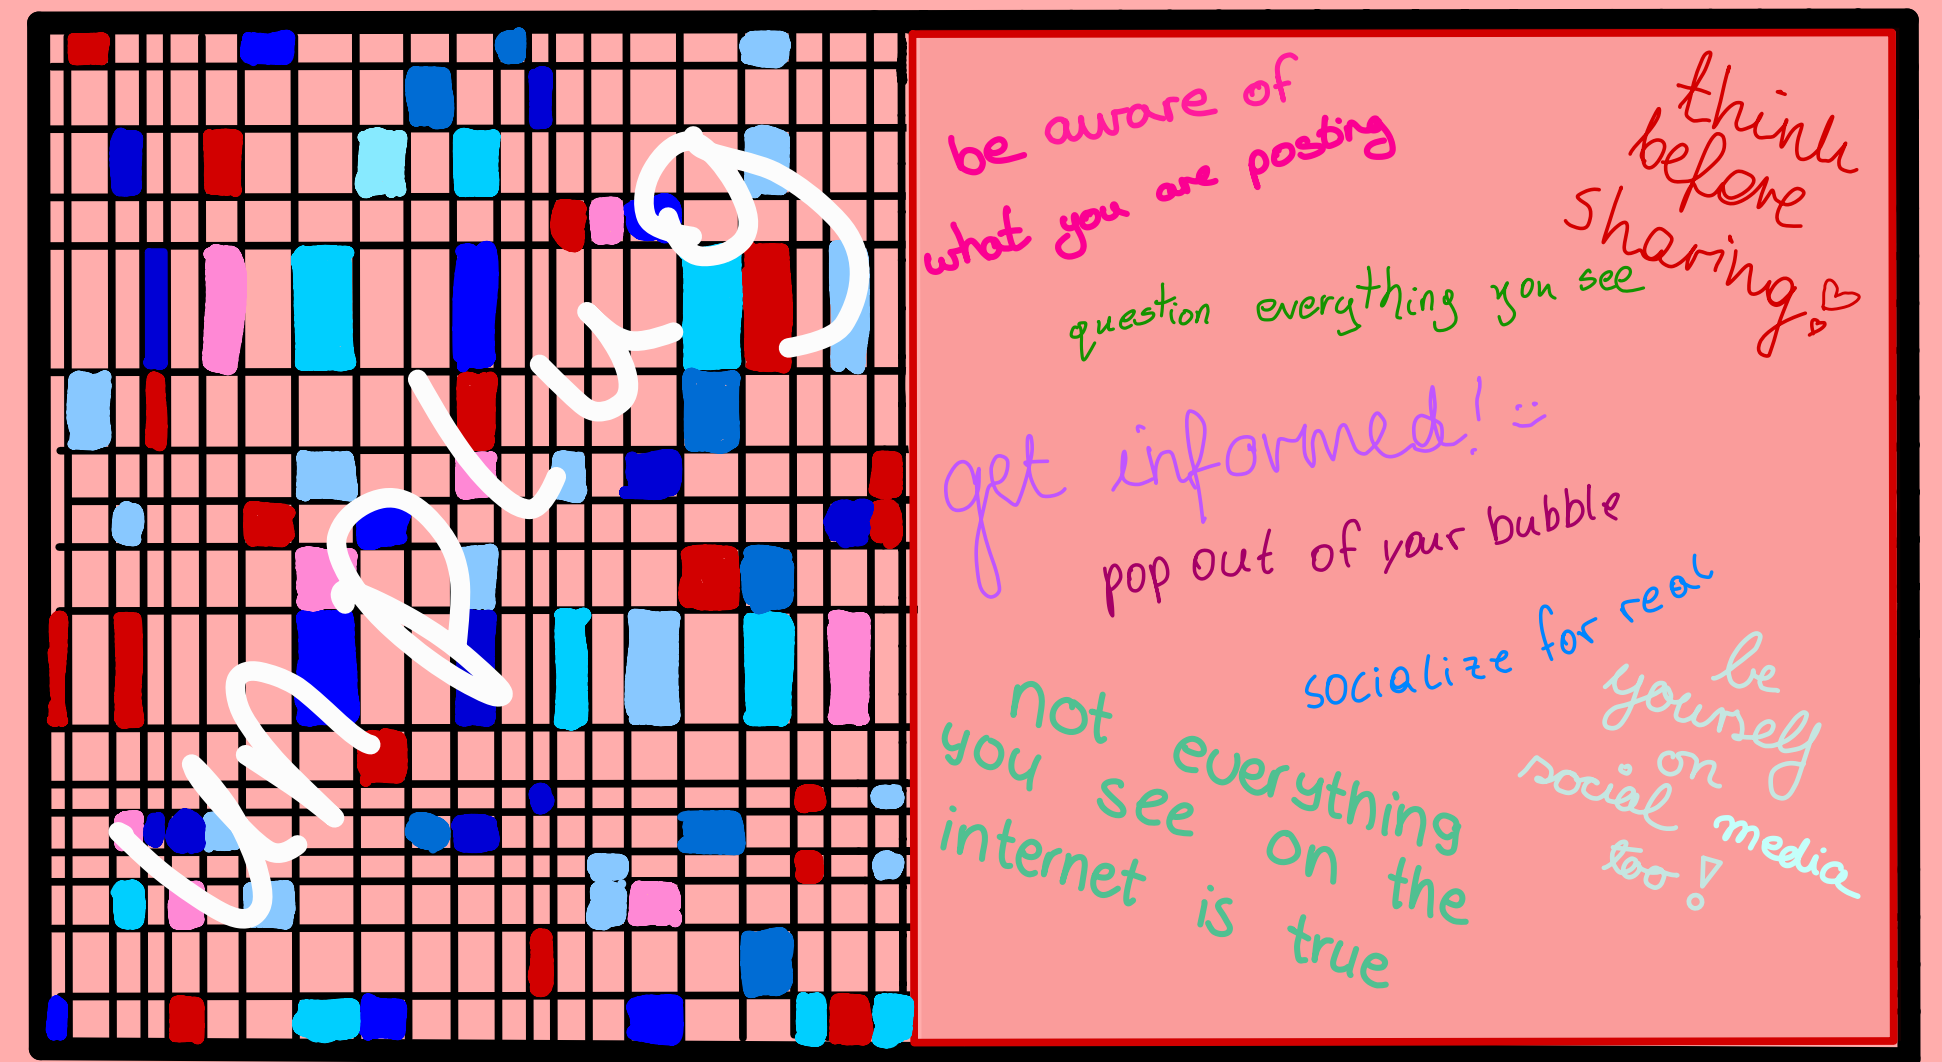 unplug
be aware of
what you are posting
think
before
sharing!
question everything you see
get informed! :)
pop out of your bubble
socialize for real
be
yourself
on
social media
too!
not everything
you see on the
internet is true